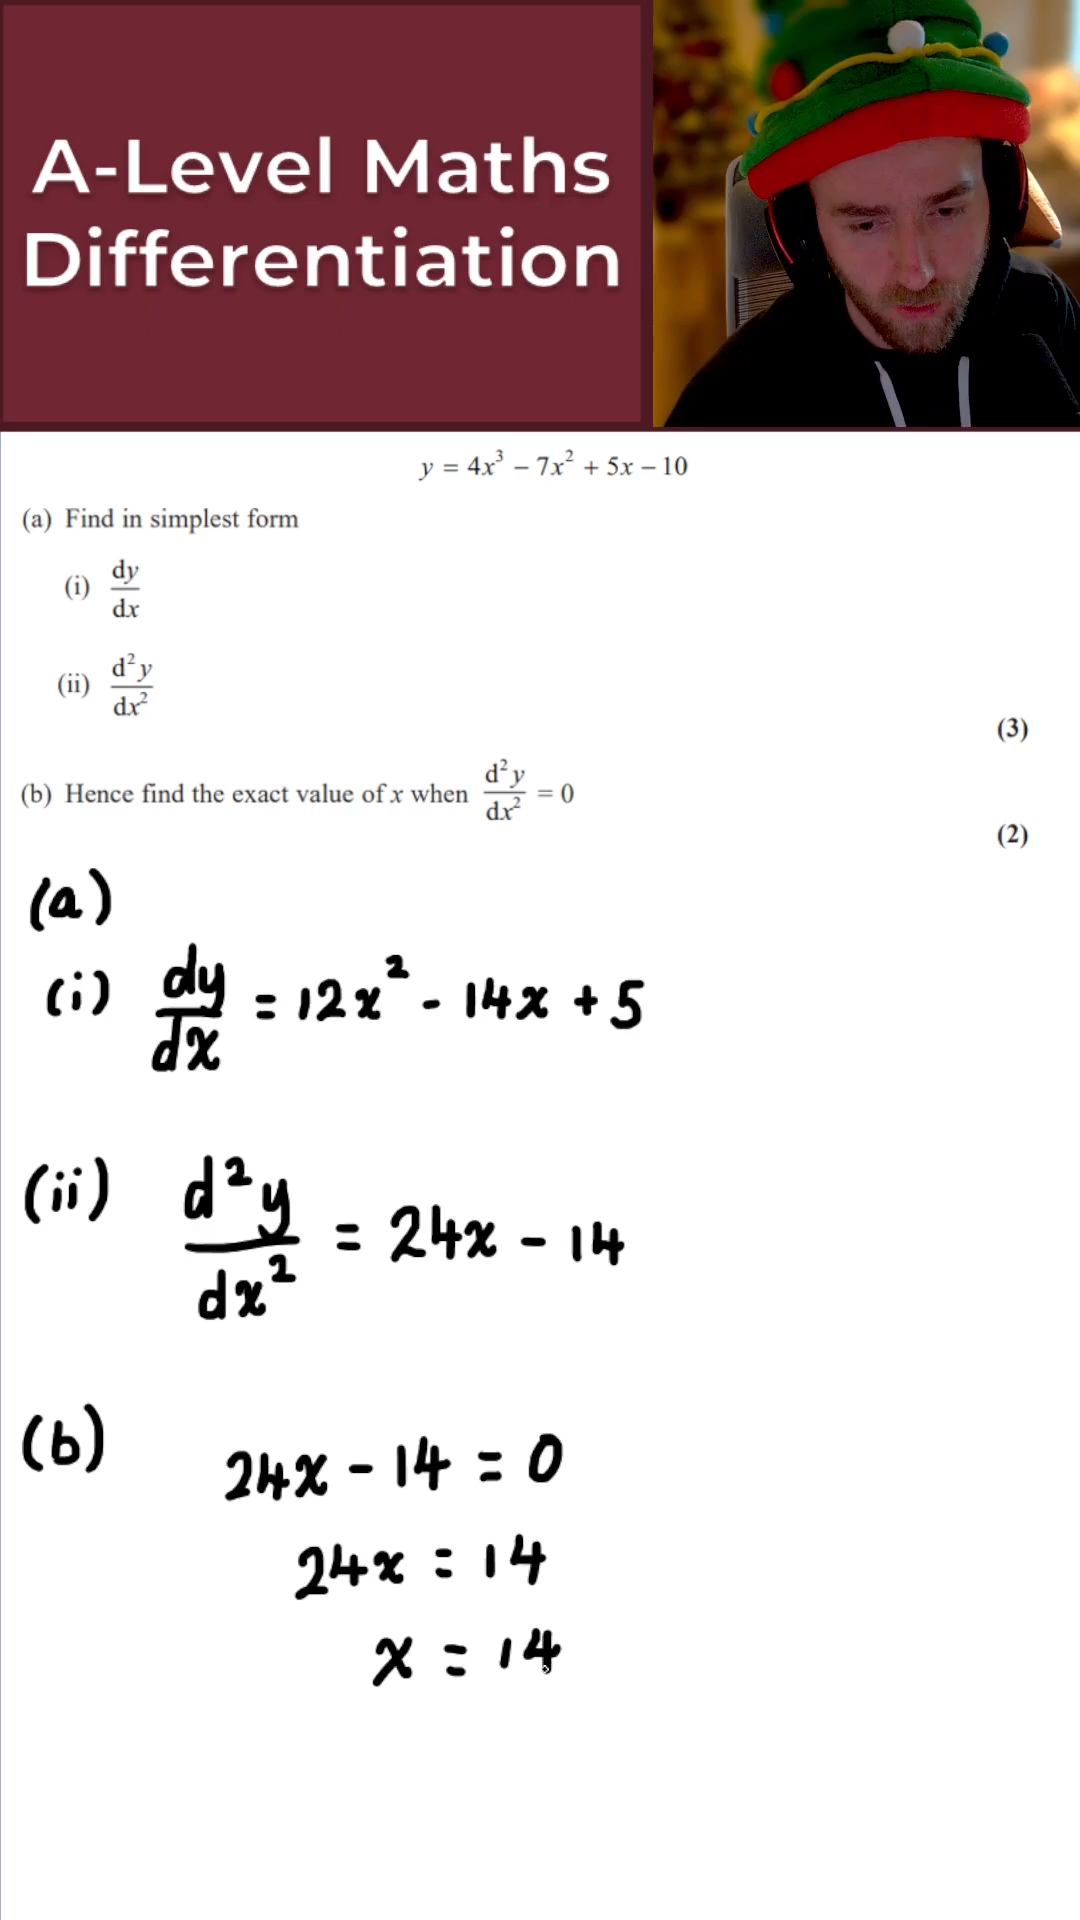 A-Level Maths
Differentiation
y = 4x³ – 7x² + 5x – 10
(a) Find in simplest form
(i) dy/dx
(ii) d²y/dx²
(3)
(b) Hence find the exact value of x when d²y/dx² = 0
(2)
(a)
(i) dy/dx = 12x² - 14x + 5
(ii) d²y/dx² = 24x - 14
(b)
24x - 14 = 0
24x = 14
x = 14